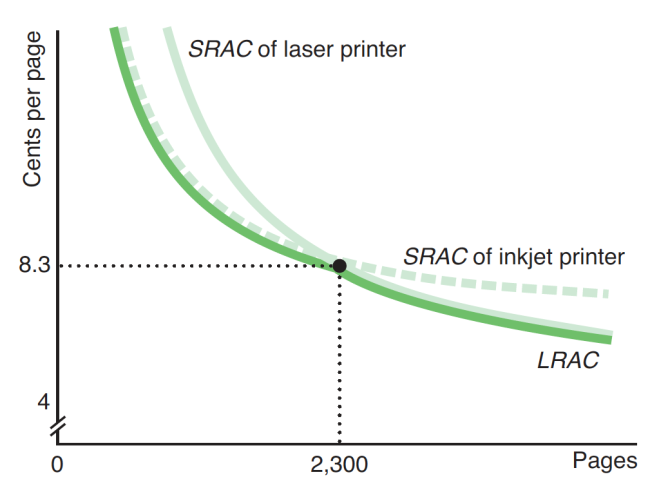 Cents per page
SRAC of laser printer
SRAC of inkjet printer
8.3
LRAC
4
0
2,300
Pages